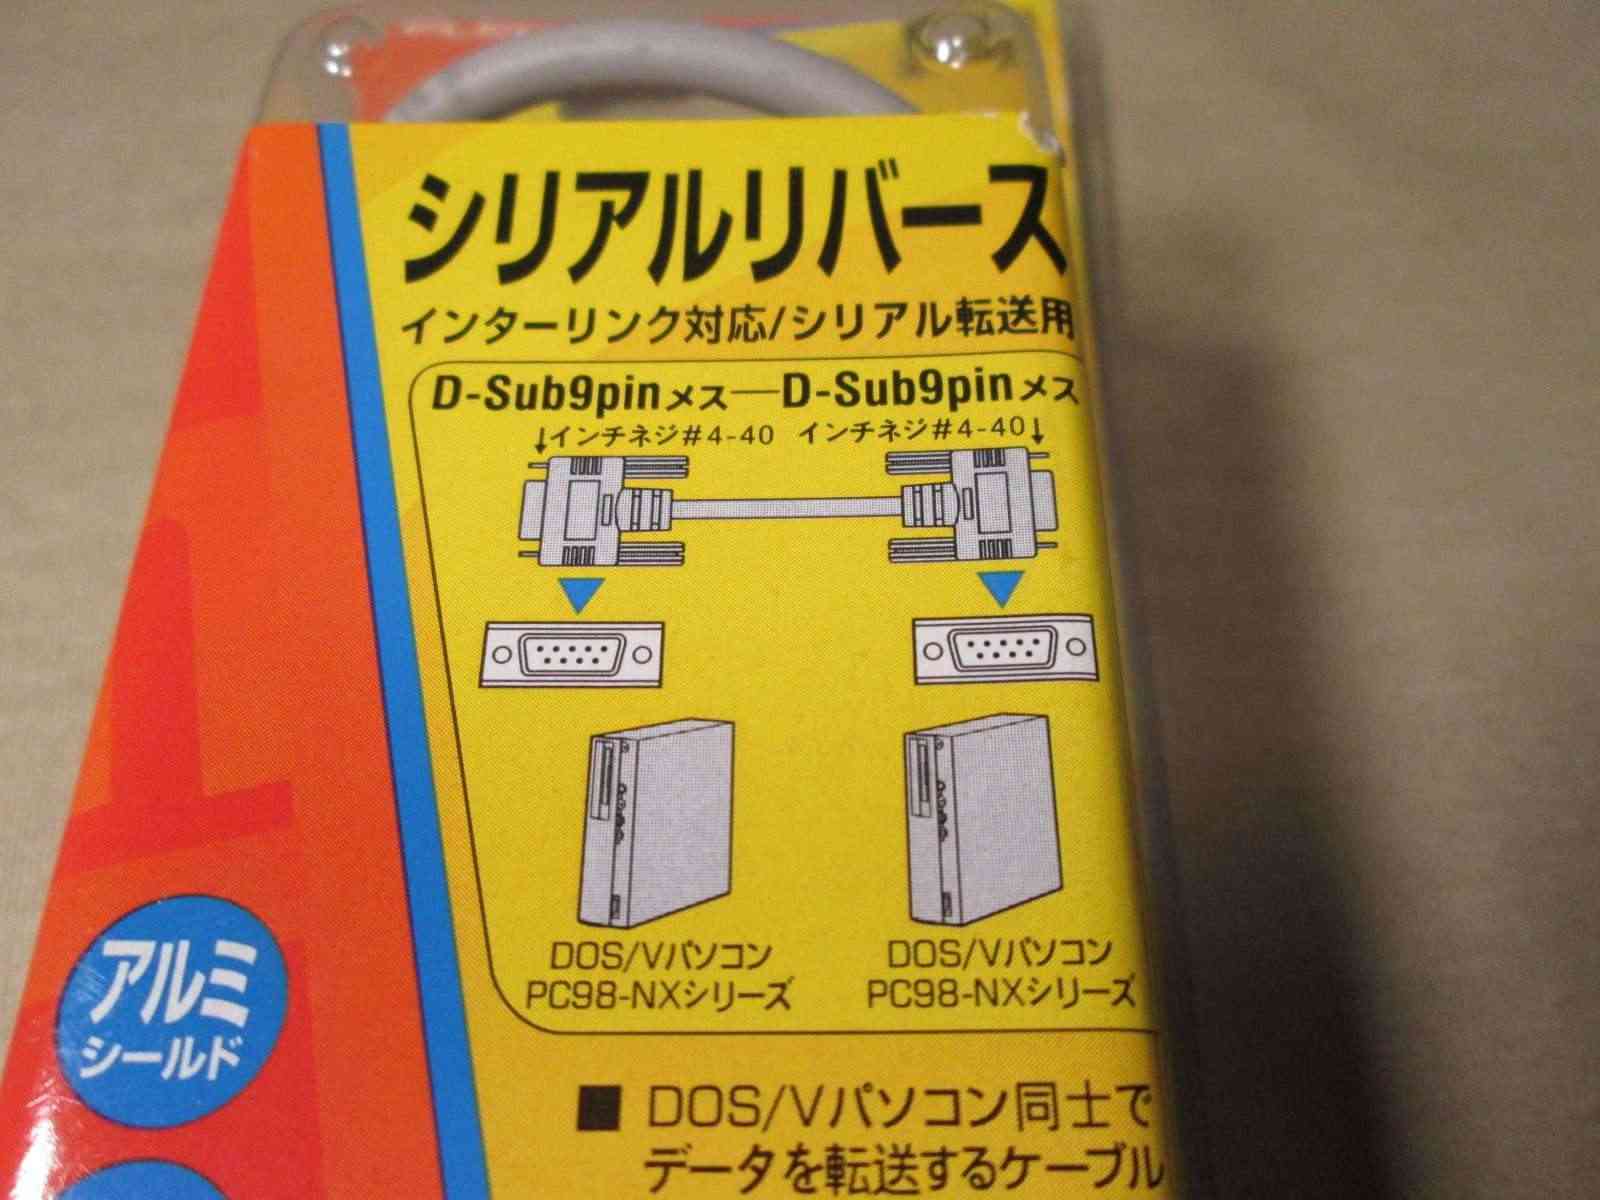 シリアルリバース
インターリンク対応/シリアル転送用
D-Sub9pinメス―D-Sub9pinメス
↓インチネジ#4-40 インチネジ#4-40↓
DOS/Vパソコン
PC98-NXシリーズ
DOS/Vパソコン
PC98-NXシリーズ
アルミ
シールド
■ DOS/Vパソコン同士で
データを転送するケーブル